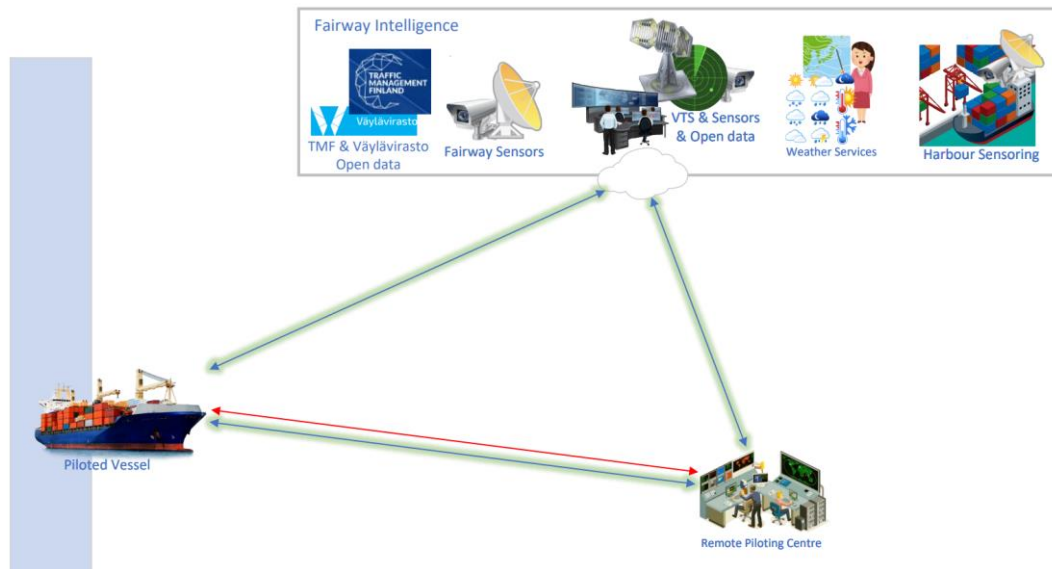 Fairway Intelligence
TRAFFIC
MANAGEMENT
FINLAND
Väylävirasto
TMF & Väylävirasto
Open data
Fairway Sensors
VTS & Sensors
& Open data
Weather Services
Harbour Sensoring
Piloted Vessel
Remote Piloting Centre